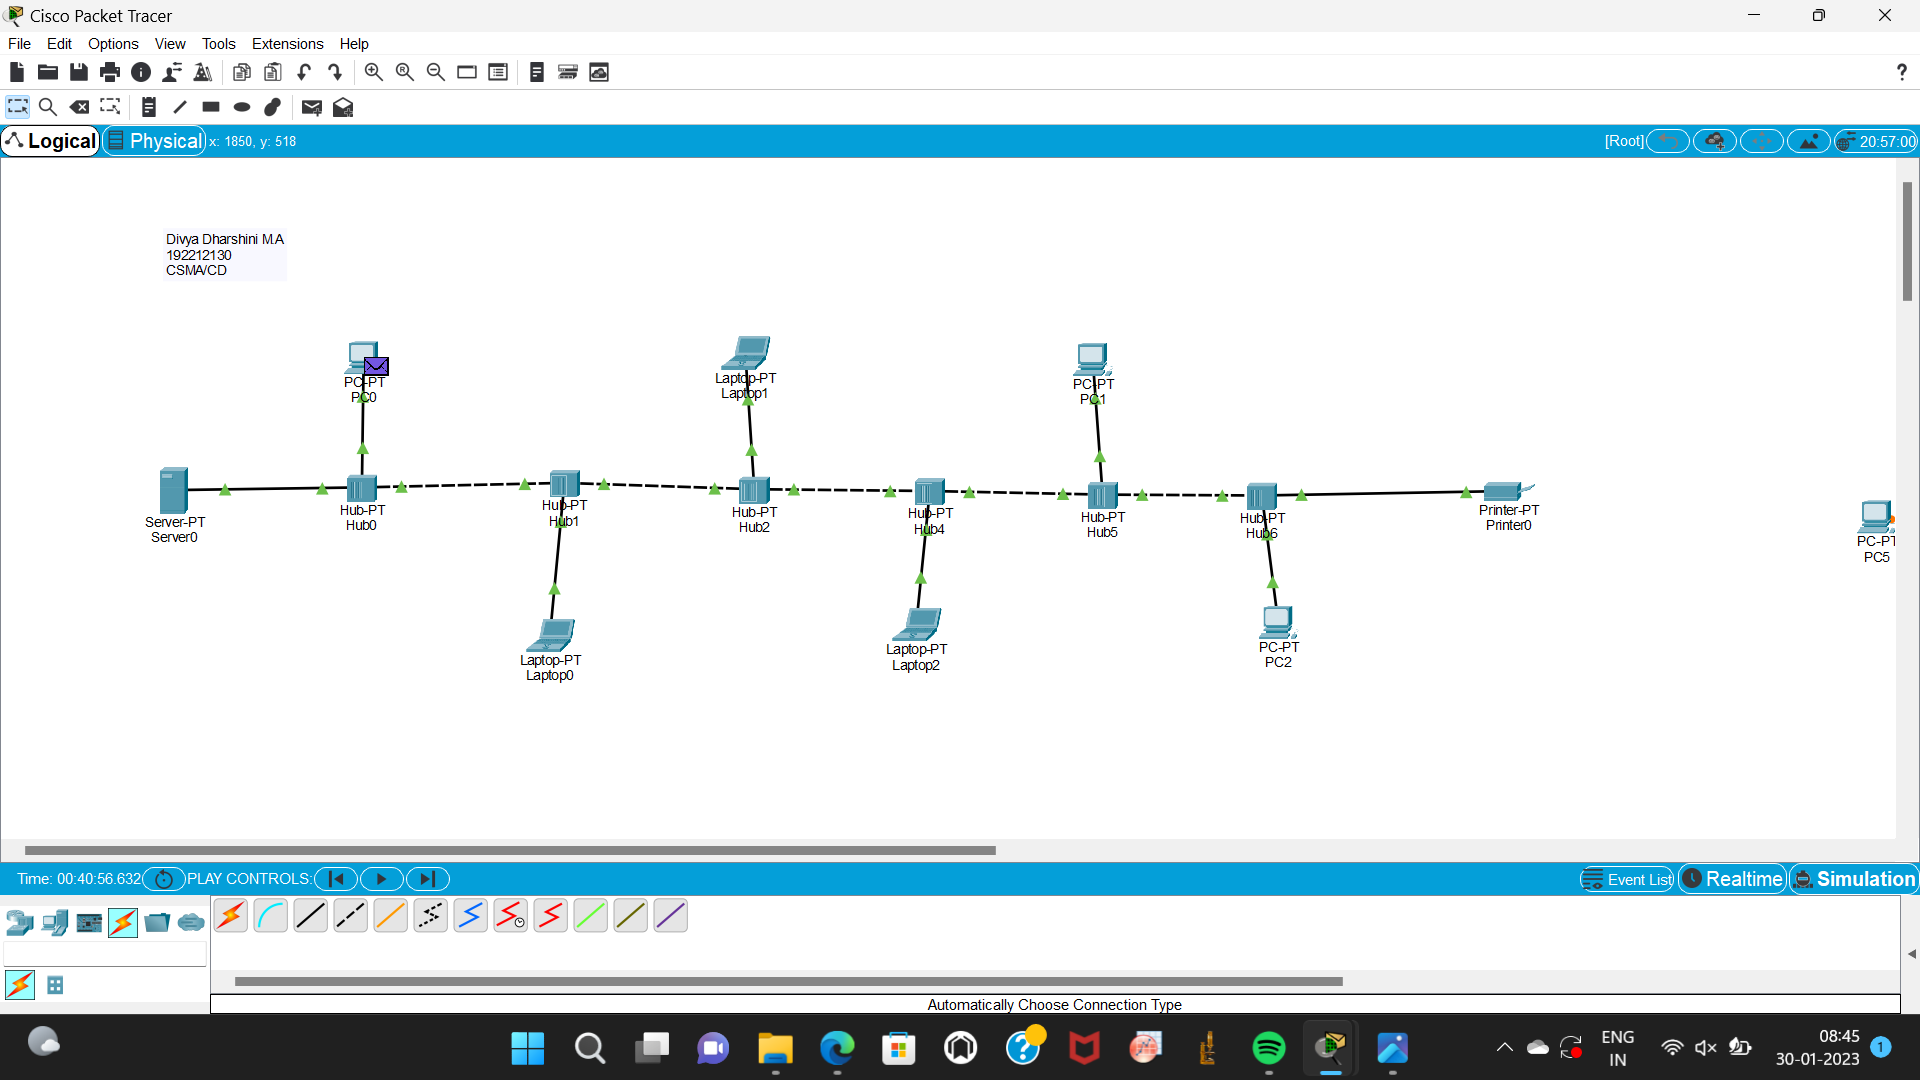 Cisco Packet Tracer
File Edit Options View Tools Extensions Help
?
Logical Physical x: 1850, y: 518 [Root] 20:57:00
Divya Dharshini M.A
192212130
CSMA/CD
PC-PT
PC0
Laptop-PT
Laptop1
PC-PT
PC1
Server-PT
Server0
Hub-PT
Hub0
Hub-PT
Hub1
Hub-PT
Hub2
Hub-PT
Hub4
Hub-PT
Hub5
Hub-PT
Hub6
Printer-PT
Printer0
PC-PT
PC5
Laptop-PT
Laptop0
Laptop-PT
Laptop2
PC-PT
PC2
Time: 00:40:56.632 PLAY CONTROLS: Event List Realtime Simulation
Automatically Choose Connection Type
ENG
IN
08:45
30-01-2023
1